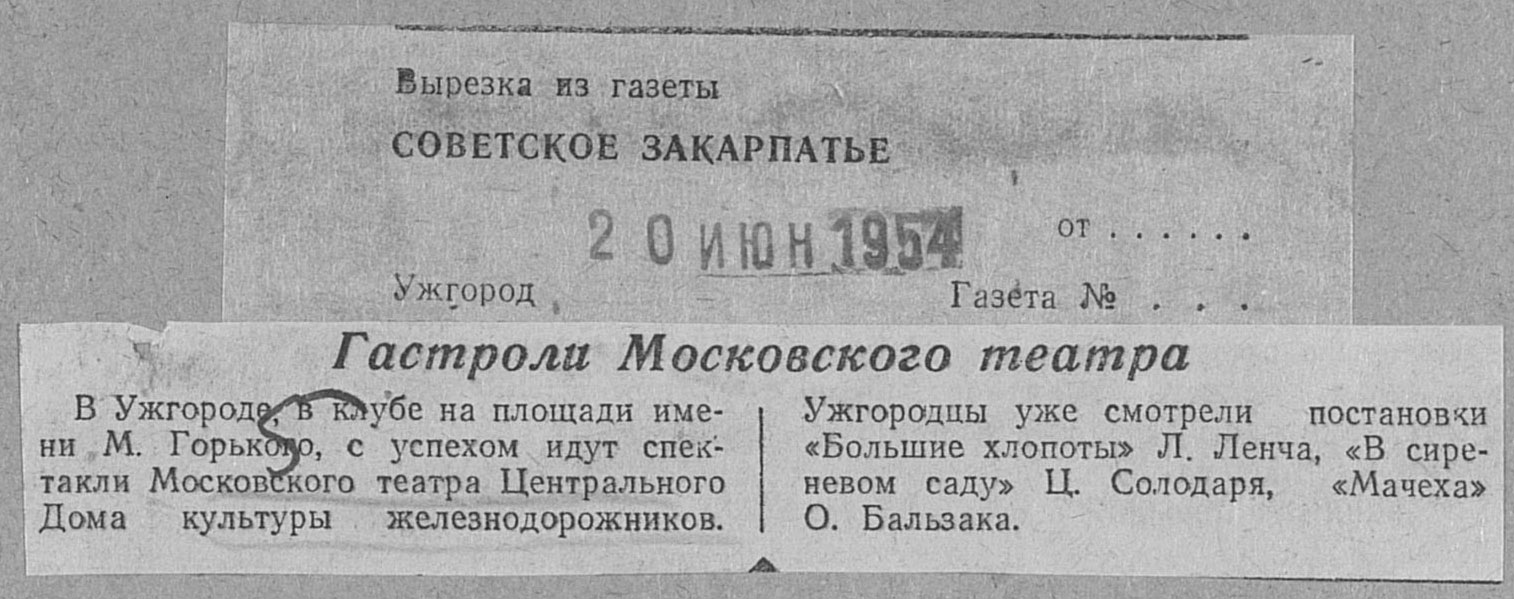 Вырезка из газеты
СОВЕТСКОЕ ЗАКАРПАТЬЕ
20 ИЮН 1954 от . . . . . .
Ужгород Газета № . . .
Гастроли Московского театра
В Ужгороде, в клубе на площади име-
ни М. Горького, с успехом идут спек-
такли Московского театра Центрального
Дома культуры железнодорожников.
Ужгородцы уже смотрели постановки
«Большие хлопоты» Л. Ленча, «В сире-
невом саду» Ц. Солодаря, «Мачеха»
О. Бальзака.